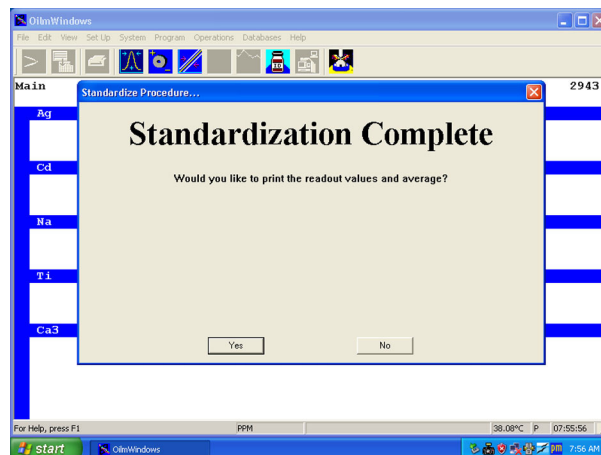 OilmWindows
File Edit View Set Up System Program Operations Databases Help
Main 2943
Standardize Procedure...
Ag
Standardization Complete
Cd
Would you like to print the readout values and average?
Na
Ti
Ca3
Yes No
For Help, press F1 PPM 38.08°C P 07:55:56
start OilmWindows pm 7:56 AM